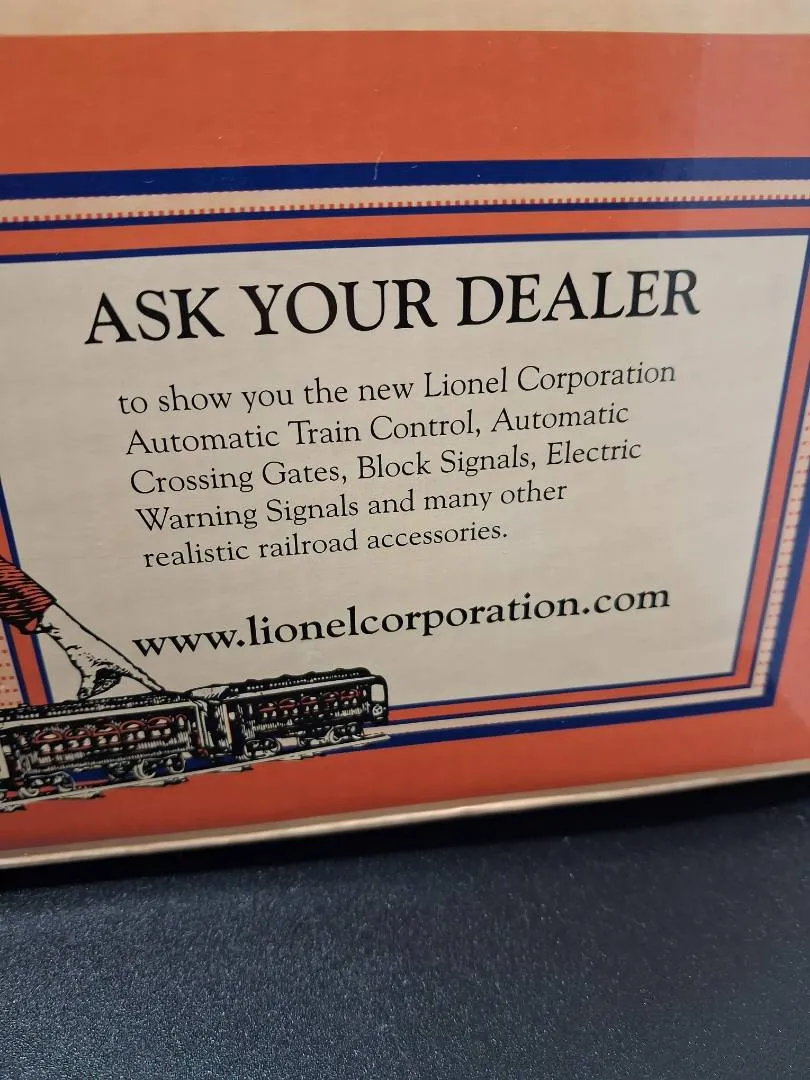 ASK YOUR DEALER
to show you the new Lionel Corporation
Automatic Train Control, Automatic
Crossing Gates, Block Signals, Electric
Warning Signals and many other
realistic railroad accessories.
www.lionelcorporation.com